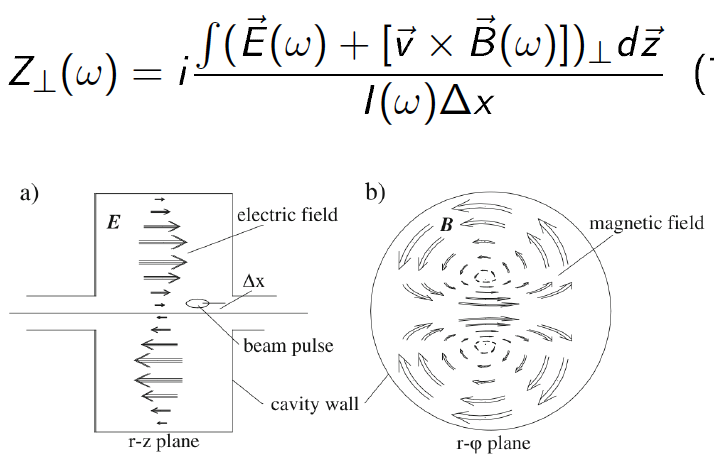 Z⊥(ω) = i ∫(E⃗(ω) + [v⃗ × B⃗(ω)])⊥dz⃗ / I(ω)Δx (
a) b)
E electric field B magnetic field
Δx
beam pulse
cavity wall
r-z plane r-φ plane